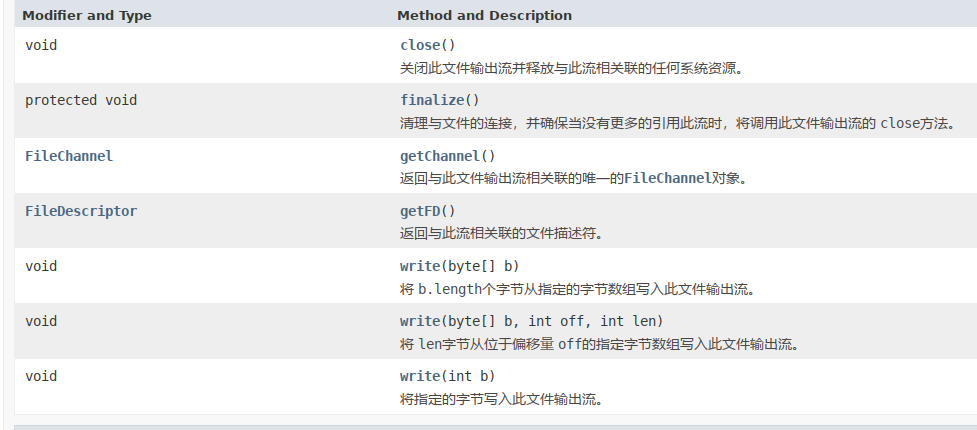 Modifier and Type Method and Description
void close()
关闭此文件输出流并释放与此流相关联的任何系统资源。
protected void finalize()
清理与文件的连接，并确保当没有更多的引用此流时，将调用此文件输出流的 close方法。
FileChannel getChannel()
返回与此文件输出流相关联的唯一的FileChannel对象。
FileDescriptor getFD()
返回与此流相关联的文件描述符。
void write(byte[] b)
将 b.length个字节从指定的字节数组写入此文件输出流。
void write(byte[] b, int off, int len)
将 len字节从位于偏移量 off的指定字节数组写入此文件输出流。
void write(int b)
将指定的字节写入此文件输出流。